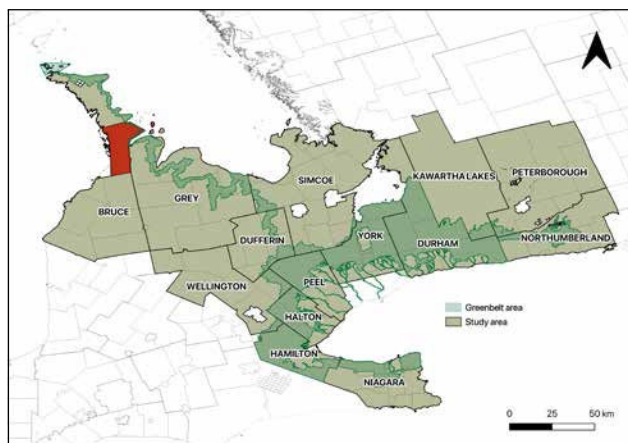 KAWARTHA LAKES
PETERBOROUGH
SIMCOE
BRUCE
GREY
DUFFERIN
YORK
DURHAM
NORTHUMBERLAND
WELLINGTON
PEEL
HALTON
HAMILTON
NIAGARA
Greenbelt area
Study area
0 25 50 km